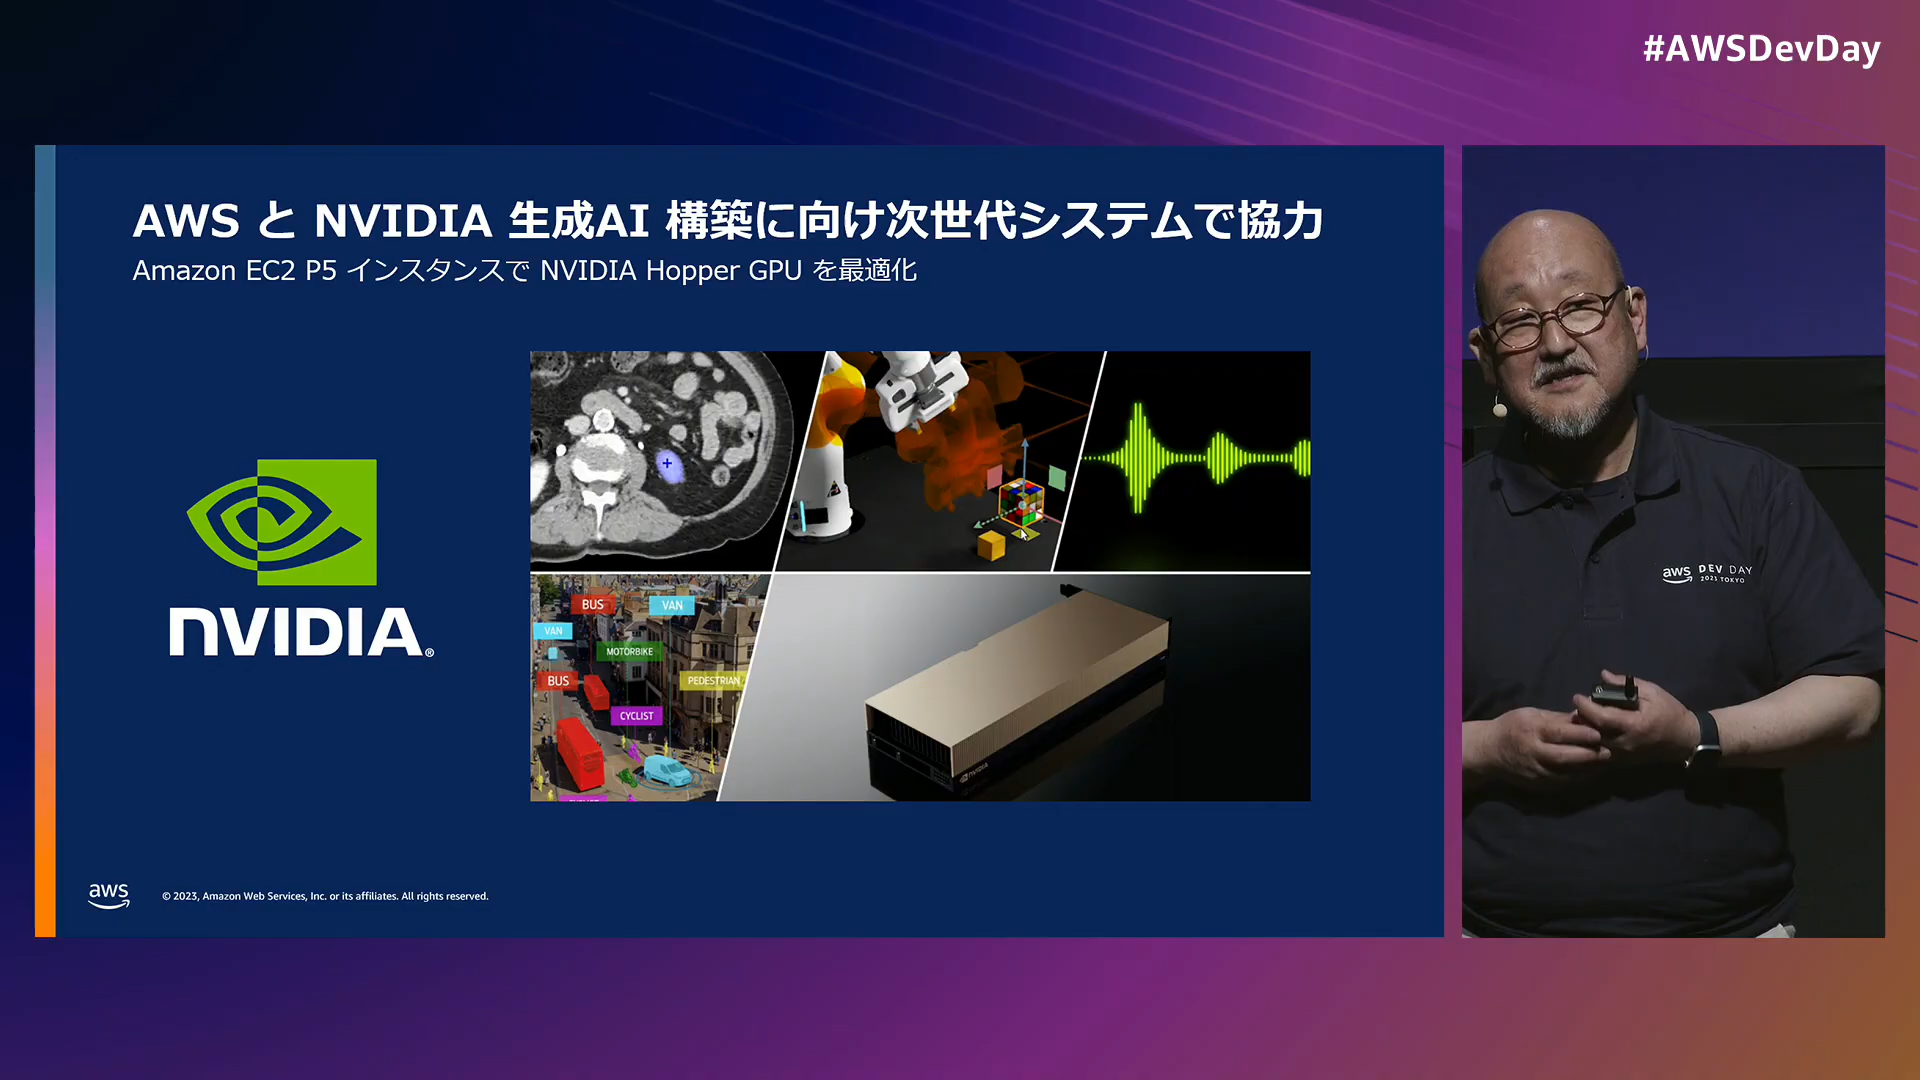 #AWSDevDay
AWS と NVIDIA 生成AI 構築に向け次世代システムで協力
Amazon EC2 P5 インスタンスで NVIDIA Hopper GPU を最適化
NVIDIA®
BUS
VAN
VAN
MOTORBIKE
BUS
PEDESTRIAN
CYCLIST
NVIDIA
aws
© 2023, Amazon Web Services, Inc. or its affiliates. All rights reserved.
aws DEV DAY
2023 TOKYO